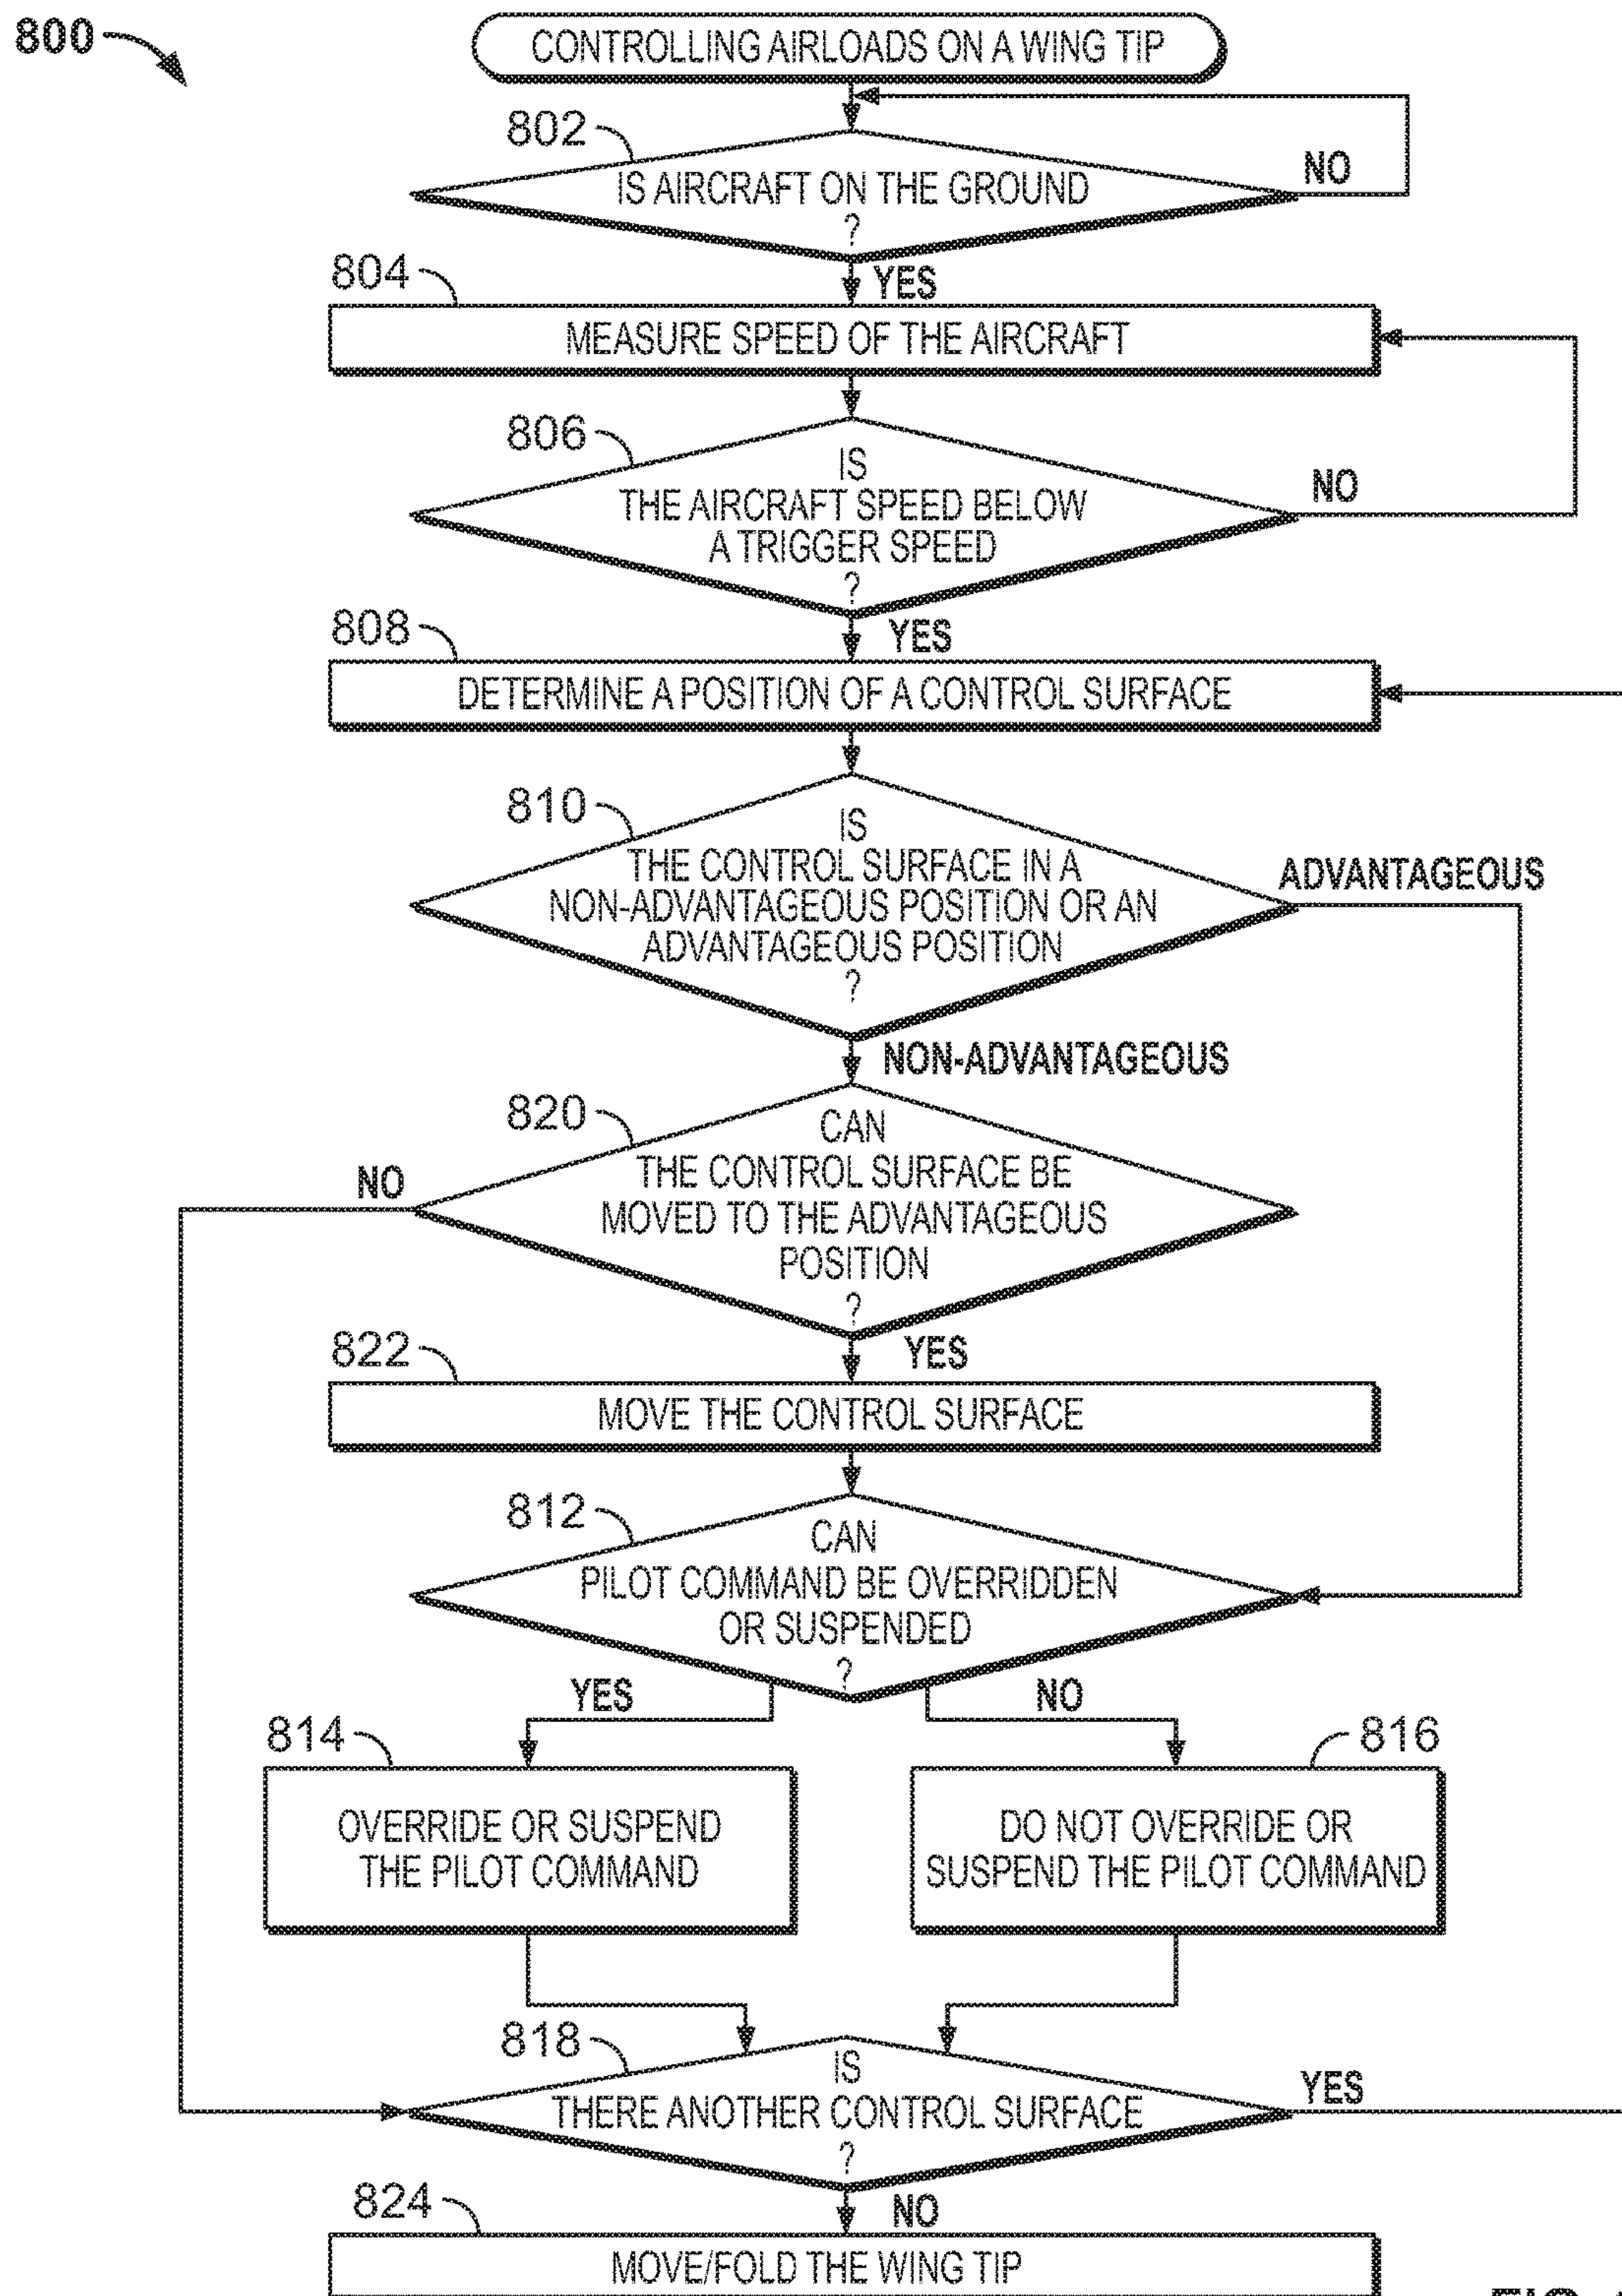 800
CONTROLLING AIRLOADS ON A WING TIP
802
IS AIRCRAFT ON THE GROUND
?
NO
YES
804
MEASURE SPEED OF THE AIRCRAFT
806
IS
THE AIRCRAFT SPEED BELOW
A TRIGGER SPEED
?
NO
YES
808
DETERMINE A POSITION OF A CONTROL SURFACE
810
IS
THE CONTROL SURFACE IN A
NON-ADVANTAGEOUS POSITION OR AN
ADVANTAGEOUS POSITION
?
ADVANTAGEOUS
NON-ADVANTAGEOUS
820
CAN
THE CONTROL SURFACE BE
MOVED TO THE ADVANTAGEOUS
POSITION
?
NO
YES
822
MOVE THE CONTROL SURFACE
812
CAN
PILOT COMMAND BE OVERRIDDEN
OR SUSPENDED
?
YES
NO
814
OVERRIDE OR SUSPEND
THE PILOT COMMAND
816
DO NOT OVERRIDE OR
SUSPEND THE PILOT COMMAND
818
IS
THERE ANOTHER CONTROL SURFACE
?
YES
NO
824
MOVE/FOLD THE WING TIP